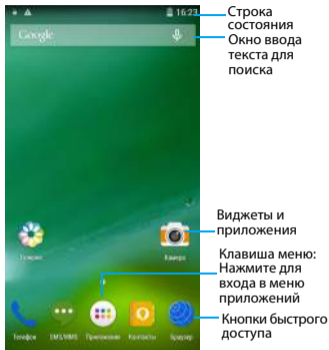 16:23
Строка
состояния
Google
Окно ввода
текста для
поиска
Галерея
Камера
Виджеты и
приложения
Клавиша меню:
Нажмите для
входа в меню
приложений
Телефон
SMS/MMS
Приложения
Контакты
Браузер
Кнопки быстрого
доступа